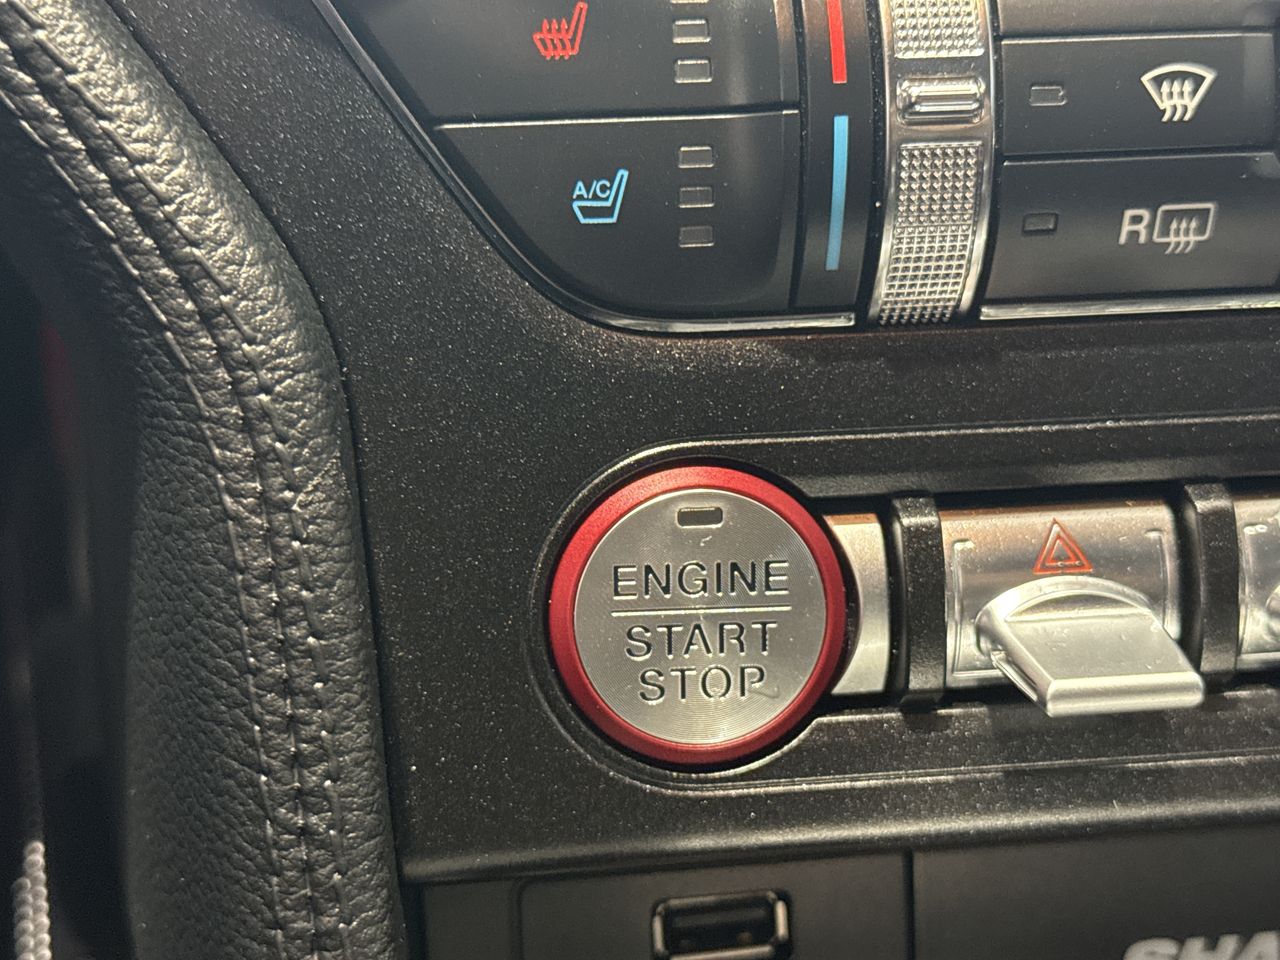 A/C
R
ENGINE
START
STOP